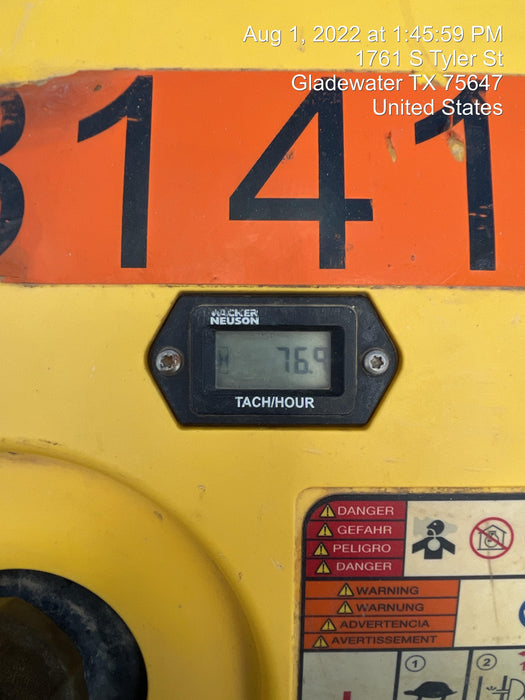 Aug 1, 2022 at 1:45:59 PM
1761 S Tyler St
Gladewater TX 75647
United States
3141
WACKER
NEUSON
76.9
TACH/HOUR
DANGER
GEFAHR
PELIGRO
DANGER
WARNING
WARNUNG
ADVERTENCIA
AVERTISSEMENT
1 2